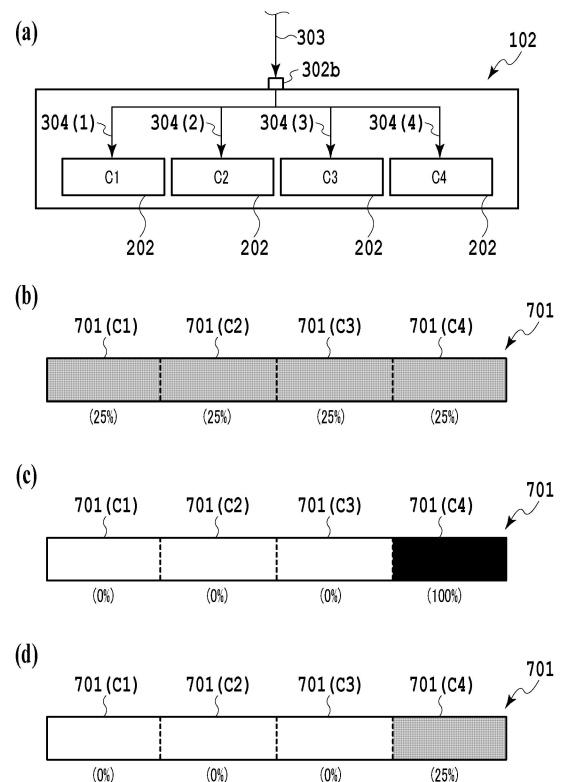 (a)
303
302b
102
304(1) 304(2) 304(3) 304(4)
C1 C2 C3 C4
202 202 202 202
(b)
701(C1) 701(C2) 701(C3) 701(C4) 701
(25%) (25%) (25%) (25%)
(c)
701(C1) 701(C2) 701(C3) 701(C4) 701
(0%) (0%) (0%) (100%)
(d)
701(C1) 701(C2) 701(C3) 701(C4) 701
(0%) (0%) (0%) (25%)